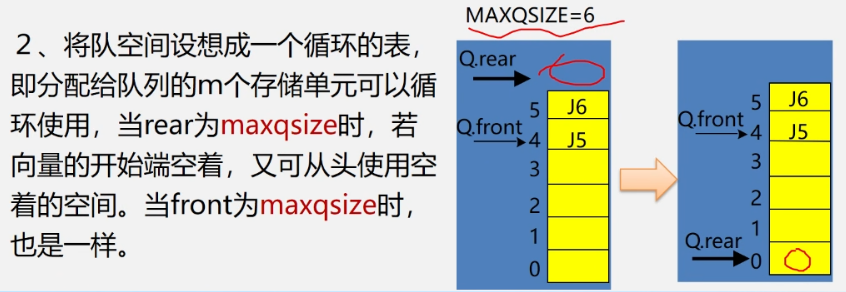 2、将队空间设想成一个循环的表，
即分配给队列的m个存储单元可以循
环使用，当rear为maxqsize时，若
向量的开始端空着，又可从头使用空
着的空间。当front为maxqsize时，
也是一样。
MAXQSIZE=6
Q.rear
5 J6
Q.front 4 J5
3
2
1
0
5 J6
Q.front 4 J5
3
2
1
Q.rear 0